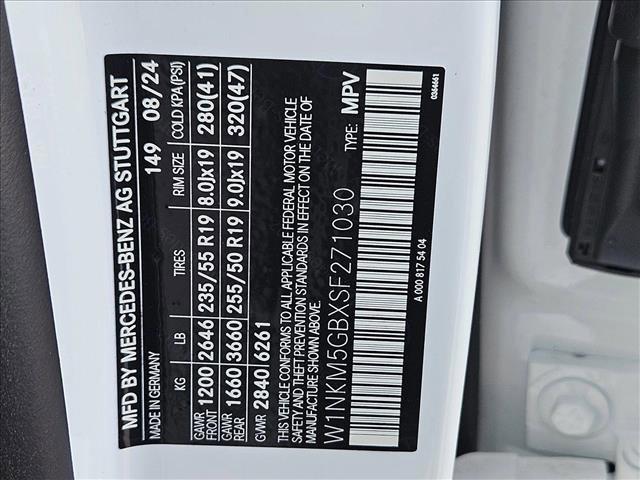 MFD BY MERCEDES-BENZ AG STUTTGART
MADE IN GERMANY 149 08/24
KG LB TIRES RIM SIZE COLD KPA(PSI)
GAWR FRONT 1200 2646 235/55 R19 8.0Jx19 280(41)
GAWR REAR 1660 3660 255/50 R19 9.0Jx19 320(47)
GVWR 2840 6261
THIS VEHICLE CONFORMS TO ALL APPLICABLE FEDERAL MOTOR VEHICLE
SAFETY AND THEFT PREVENTION STANDARDS IN EFFECT ON THE DATE OF
MANUFACTURE SHOWN ABOVE.
W1NKM5GBXSF271030 TYPE: MPV
A 000 817 54 04 0364661